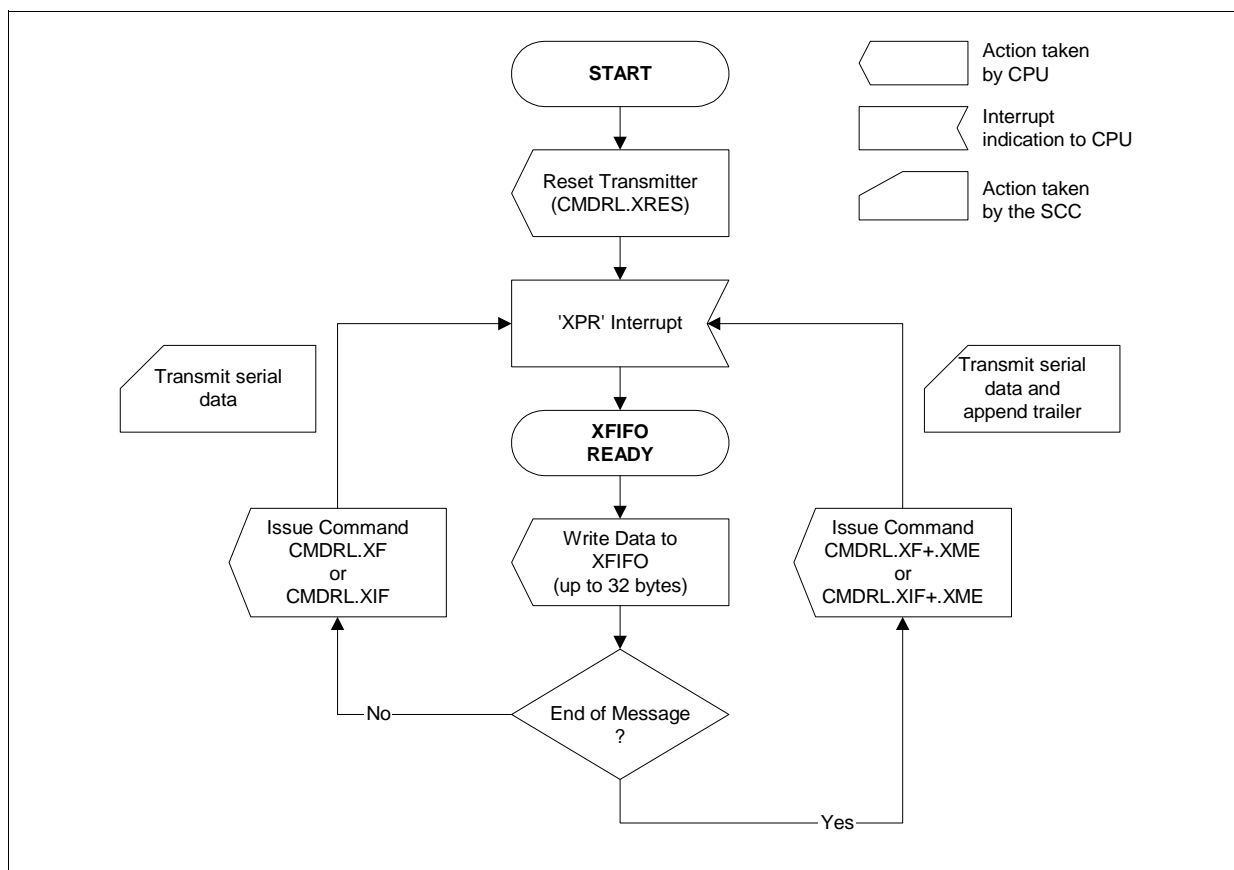 START
Action taken
by CPU
Interrupt
indication to CPU
Action taken
by the SCC
Reset Transmitter
(CMDRL.XRES)
'XPR' Interrupt
Transmit serial
data
Transmit serial
data and
append trailer
XFIFO
READY
Issue Command
CMDRL.XF
or
CMDRL.XIF
Write Data to
XFIFO
(up to 32 bytes)
Issue Command
CMDRL.XF+.XME
or
CMDRL.XIF+.XME
End of Message
?
No
Yes